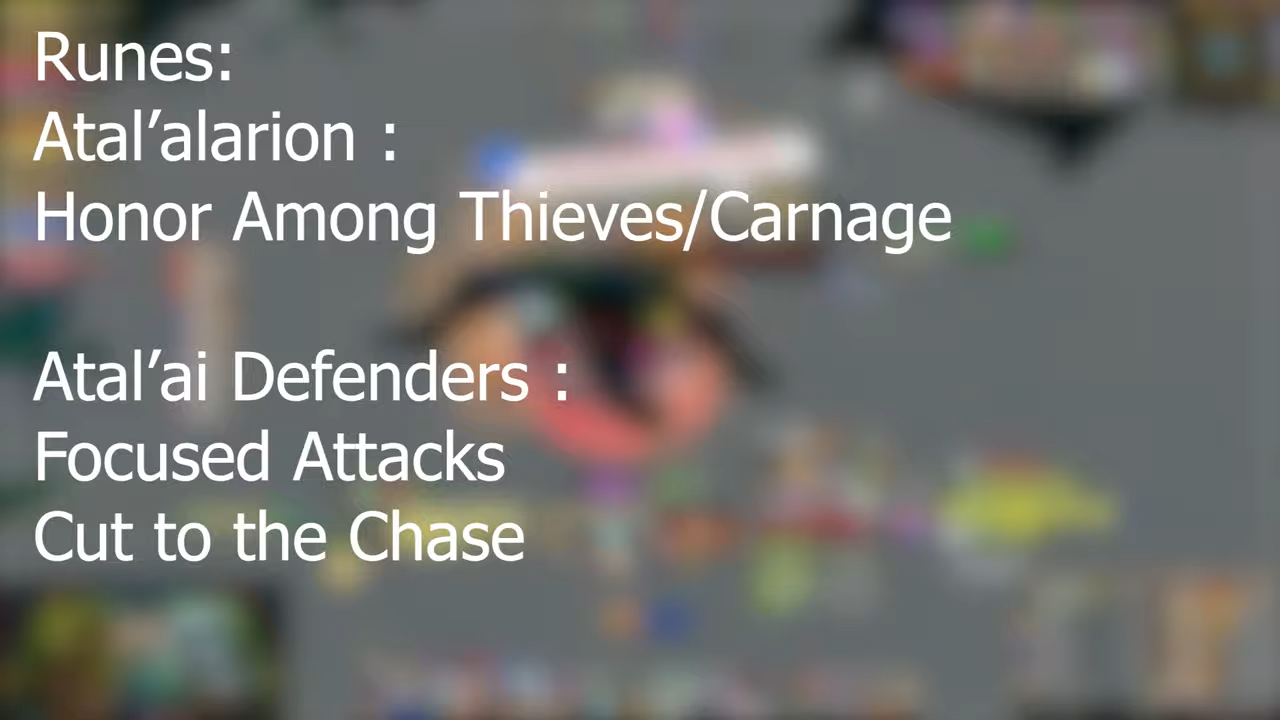 Runes:
Atal’alarion :
Honor Among Thieves/Carnage
Atal’ai Defenders :
Focused Attacks
Cut to the Chase